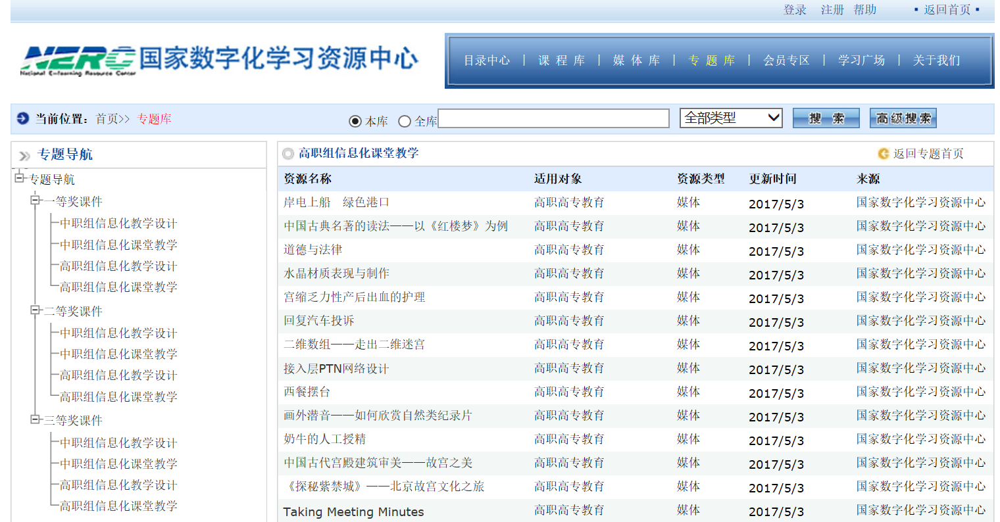 登录 注册 帮助 ▪ 返回首页 ▪
NERC 国家数字化学习资源中心
National E-learning Resource Center
目录中心 | 课 程 库 | 媒 体 库 | 专 题 库 | 会员专区 | 学习广场 | 关于我们
当前位置： 首页>> 专题库 本库 全库 全部类型 搜 索 高级搜索
专题导航
专题导航
一等奖课件
中职组信息化教学设计
中职组信息化课堂教学
高职组信息化教学设计
高职组信息化课堂教学
二等奖课件
中职组信息化教学设计
中职组信息化课堂教学
高职组信息化教学设计
高职组信息化课堂教学
三等奖课件
中职组信息化教学设计
中职组信息化课堂教学
高职组信息化教学设计
高职组信息化课堂教学
高职组信息化课堂教学 返回专题首页
资源名称 适用对象 资源类型 更新时间 来源
岸电上船　绿色港口 高职高专教育 媒体 2017/5/3 国家数字化学习资源中心
中国古典名著的读法——以《红楼梦》为例 高职高专教育 媒体 2017/5/3 国家数字化学习资源中心
道德与法律 高职高专教育 媒体 2017/5/3 国家数字化学习资源中心
水晶材质表现与制作 高职高专教育 媒体 2017/5/3 国家数字化学习资源中心
宫缩乏力性产后出血的护理 高职高专教育 媒体 2017/5/3 国家数字化学习资源中心
回复汽车投诉 高职高专教育 媒体 2017/5/3 国家数字化学习资源中心
二维数组——走出二维迷宫 高职高专教育 媒体 2017/5/3 国家数字化学习资源中心
接入层PTN网络设计 高职高专教育 媒体 2017/5/3 国家数字化学习资源中心
西餐摆台 高职高专教育 媒体 2017/5/3 国家数字化学习资源中心
画外潜音——如何欣赏自然类纪录片 高职高专教育 媒体 2017/5/3 国家数字化学习资源中心
奶牛的人工授精 高职高专教育 媒体 2017/5/3 国家数字化学习资源中心
中国古代宫殿建筑审美——故宫之美 高职高专教育 媒体 2017/5/3 国家数字化学习资源中心
《探秘紫禁城》——北京故宫文化之旅 高职高专教育 媒体 2017/5/3 国家数字化学习资源中心
Taking Meeting Minutes 高职高专教育 媒体 2017/5/3 国家数字化学习资源中心